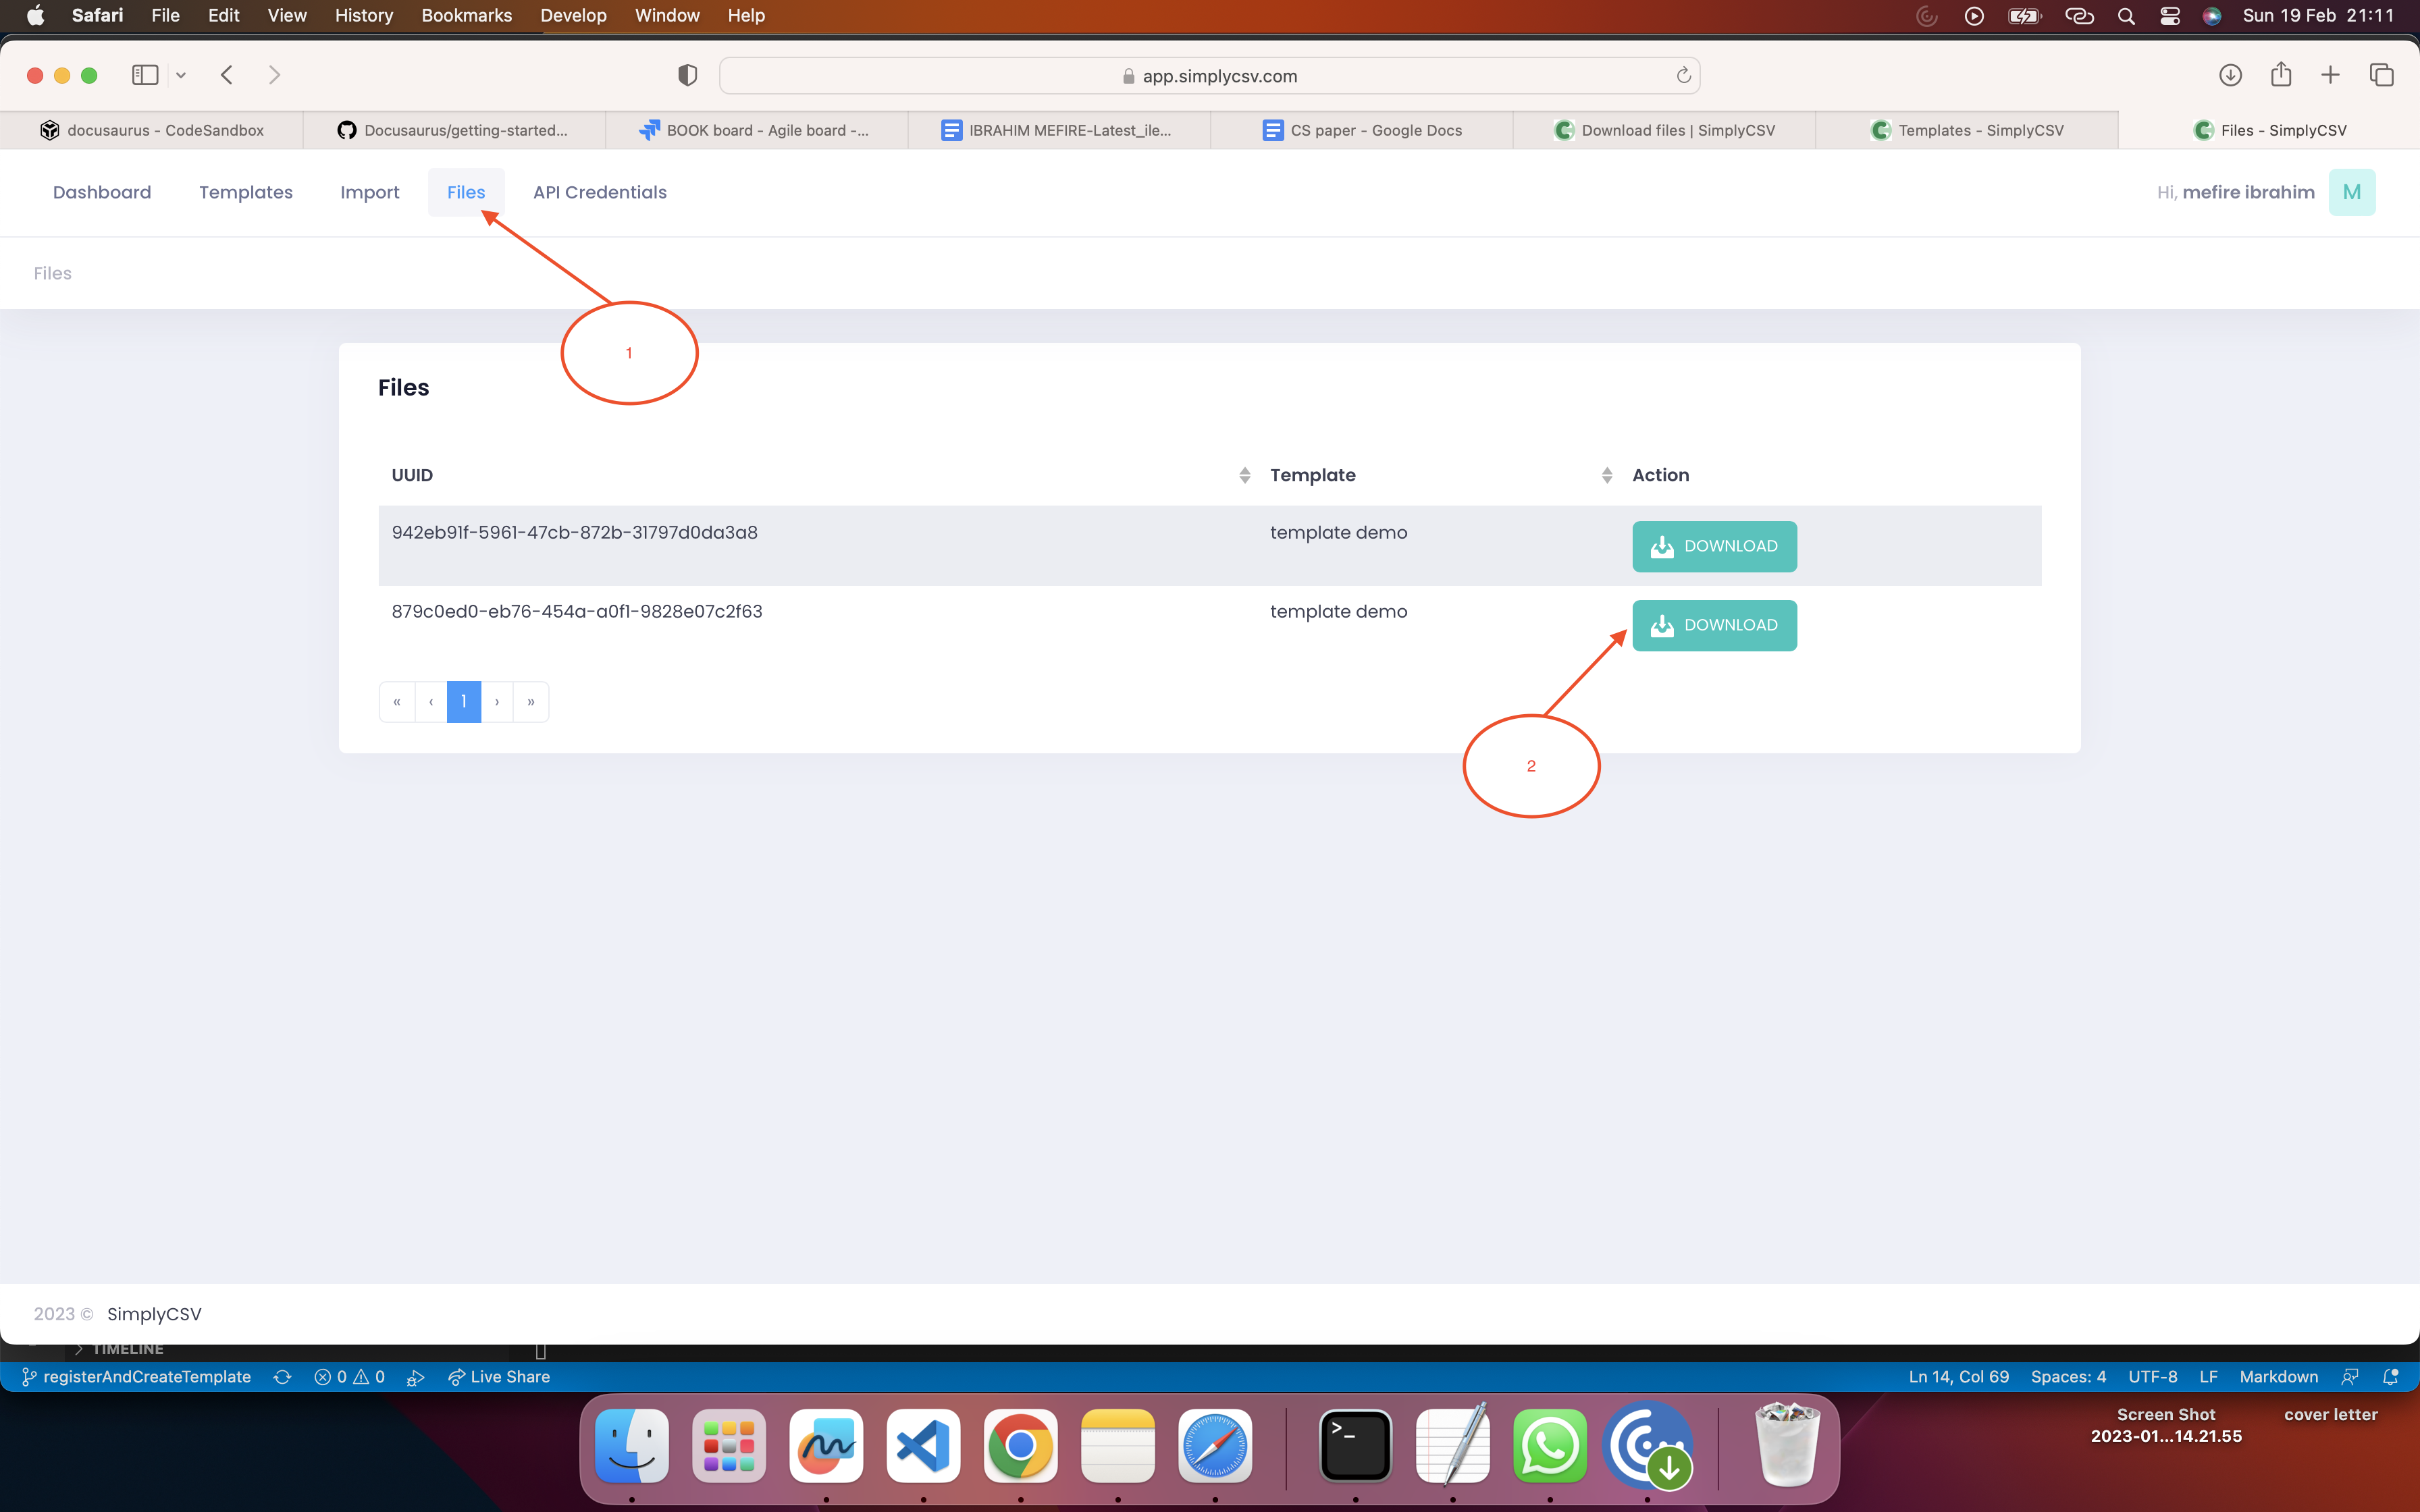 Safari File Edit View History Bookmarks Develop Window Help Sun 19 Feb 21:11
app.simplycsv.com
docusaurus - CodeSandbox Docusaurus/getting-started... BOOK board - Agile board -... IBRAHIM MEFIRE-Latest_ile... CS paper - Google Docs Download files | SimplyCSV Templates - SimplyCSV Files - SimplyCSV
Dashboard Templates Import Files API Credentials Hi, mefire ibrahim M
Files
1
Files
UUID Template Action
942eb91f-5961-47cb-872b-31797d0da3a8 template demo DOWNLOAD
879c0ed0-eb76-454a-a0f1-9828e07c2f63 template demo DOWNLOAD
« ‹ 1 › »
2
2023 © SimplyCSV
TIMELINE
registerAndCreateTemplate 0 0 Live Share Ln 14, Col 69 Spaces: 4 UTF-8 LF Markdown
Screen Shot cover letter
2023-01...14.21.55